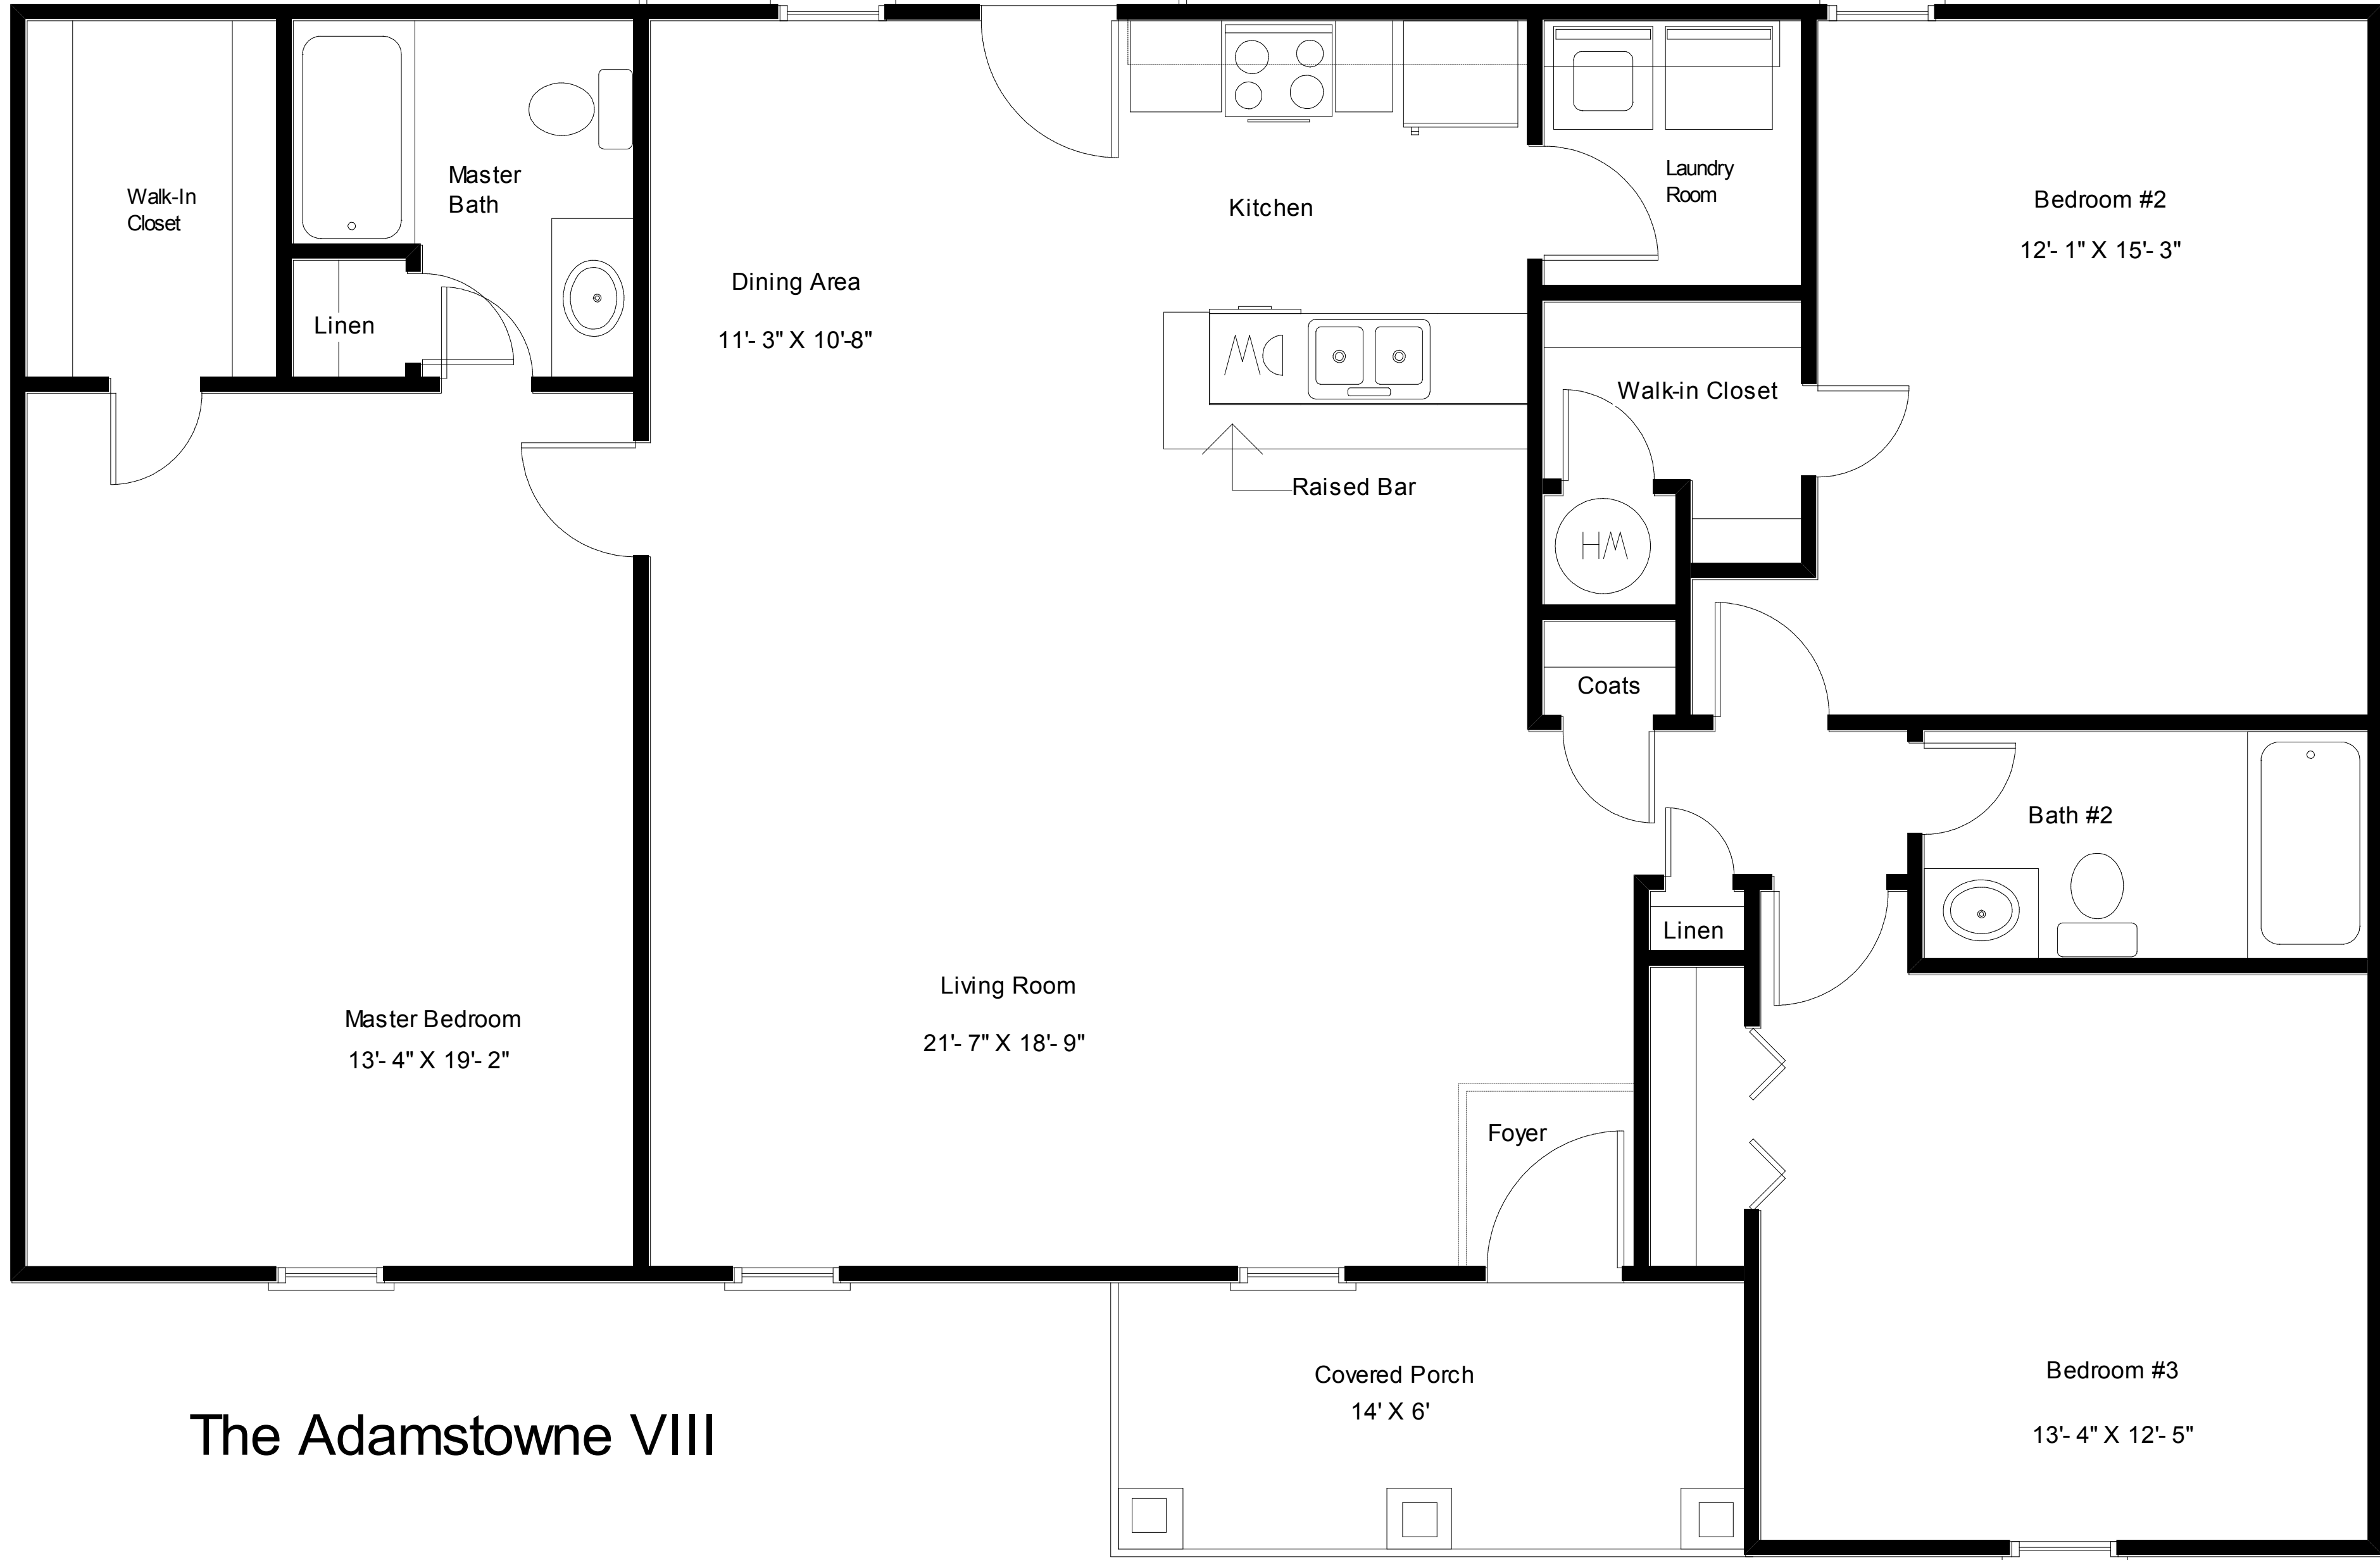 Walk-In
Closet
Master
Bath
Linen
Dining Area
11'- 3" X 10'-8"
Kitchen
DW
Raised Bar
Laundry
Room
Walk-in Closet
WH
Coats
Bedroom #2
12'- 1" X 15'- 3"
Bath #2
Linen
Living Room
21'- 7" X 18'- 9"
Master Bedroom
13'- 4" X 19'- 2"
Foyer
Covered Porch
14' X 6'
Bedroom #3
13'- 4" X 12'- 5"
The Adamstowne VIII